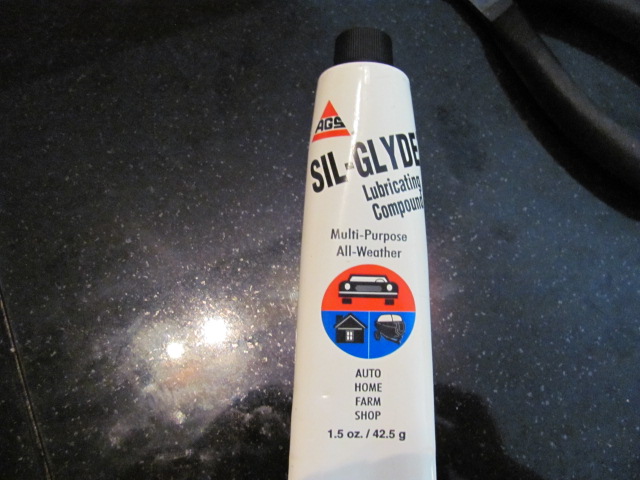 AGS
SIL-GLYDE
Lubricating
Compound
Multi-Purpose
All-Weather
AUTO
HOME
FARM
SHOP
1.5 oz. / 42.5 g